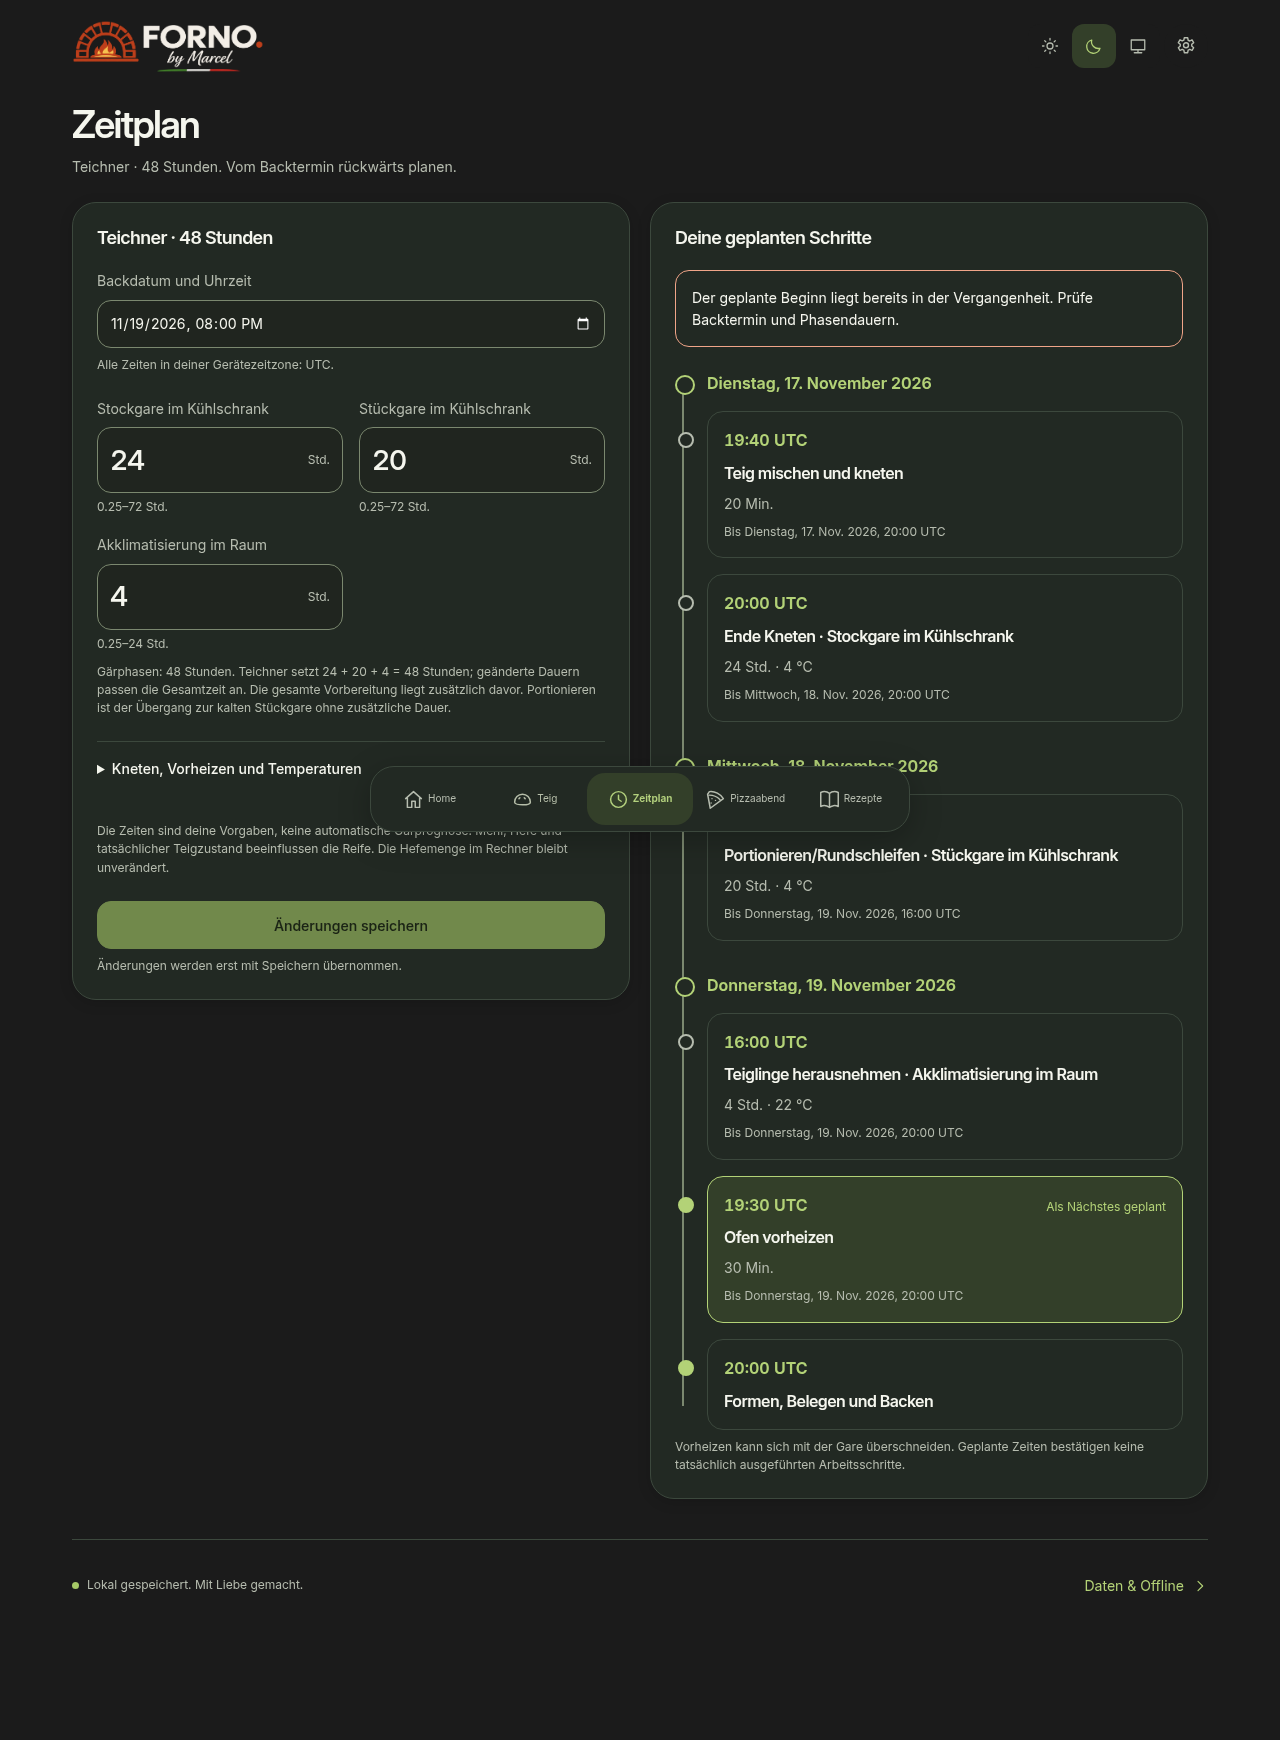 FORNO.
by Marcel
Zeitplan
Teichner · 48 Stunden. Vom Backtermin rückwärts planen.
Teichner · 48 Stunden
Backdatum und Uhrzeit
11/19/2026, 08:00 PM
Alle Zeiten in deiner Gerätezeitzone: UTC.
Stockgare im Kühlschrank
24 Std.
0.25–72 Std.
Stückgare im Kühlschrank
20 Std.
0.25–72 Std.
Akklimatisierung im Raum
4 Std.
0.25–24 Std.
Gärphasen: 48 Stunden. Teichner setzt 24 + 20 + 4 = 48 Stunden; geänderte Dauern
passen die Gesamtzeit an. Die gesamte Vorbereitung liegt zusätzlich davor. Portionieren
ist der Übergang zur kalten Stückgare ohne zusätzliche Dauer.
Kneten, Vorheizen und Temperaturen
Die Zeiten sind deine Vorgaben, keine automatische Garprognose. Mehl, Hefe und
tatsächlicher Teigzustand beeinflussen die Reife. Die Hefemenge im Rechner bleibt
unverändert.
Änderungen speichern
Änderungen werden erst mit Speichern übernommen.
Deine geplanten Schritte
Der geplante Beginn liegt bereits in der Vergangenheit. Prüfe
Backtermin und Phasendauern.
Dienstag, 17. November 2026
19:40 UTC
Teig mischen und kneten
20 Min.
Bis Dienstag, 17. Nov. 2026, 20:00 UTC
20:00 UTC
Ende Kneten · Stockgare im Kühlschrank
24 Std. · 4 °C
Bis Mittwoch, 18. Nov. 2026, 20:00 UTC
Mittwoch, 18. November 2026
Portionieren/Rundschleifen · Stückgare im Kühlschrank
20 Std. · 4 °C
Bis Donnerstag, 19. Nov. 2026, 16:00 UTC
Donnerstag, 19. November 2026
16:00 UTC
Teiglinge herausnehmen · Akklimatisierung im Raum
4 Std. · 22 °C
Bis Donnerstag, 19. Nov. 2026, 20:00 UTC
19:30 UTC
Als Nächstes geplant
Ofen vorheizen
30 Min.
Bis Donnerstag, 19. Nov. 2026, 20:00 UTC
20:00 UTC
Formen, Belegen und Backen
Vorheizen kann sich mit der Gare überschneiden. Geplante Zeiten bestätigen keine
tatsächlich ausgeführten Arbeitsschritte.
Home
Teig
Zeitplan
Pizzaabend
Rezepte
Lokal gespeichert. Mit Liebe gemacht.
Daten & Offline